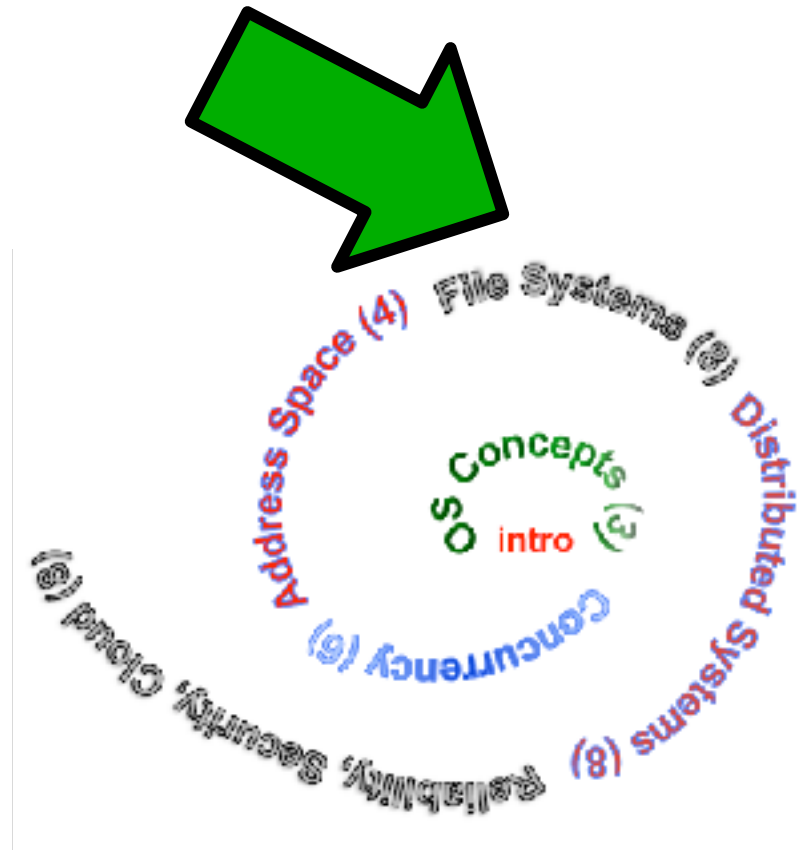 intro
OS Concepts (3)
Concurrency (6)
Address Space (4)
File Systems (8)
Distributed Systems (8)
Reliability, Security, Cloud (8)